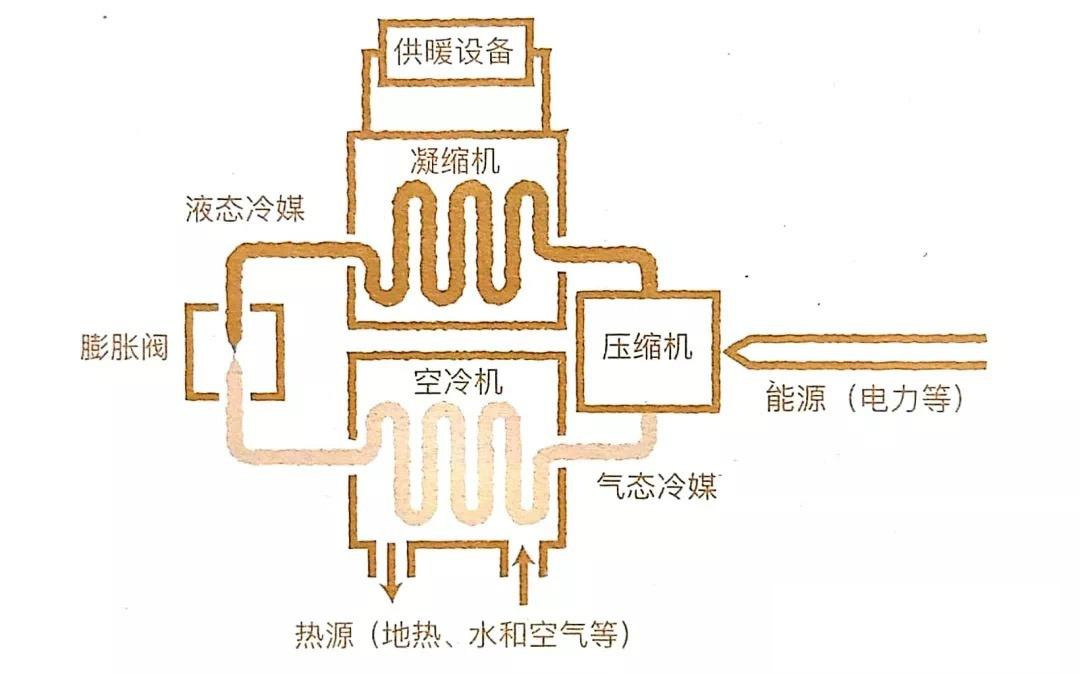 供暖设备
凝缩机
液态冷媒
膨胀阀
压缩机
空冷机
能源（电力等）
气态冷媒
热源（地热、水和空气等）